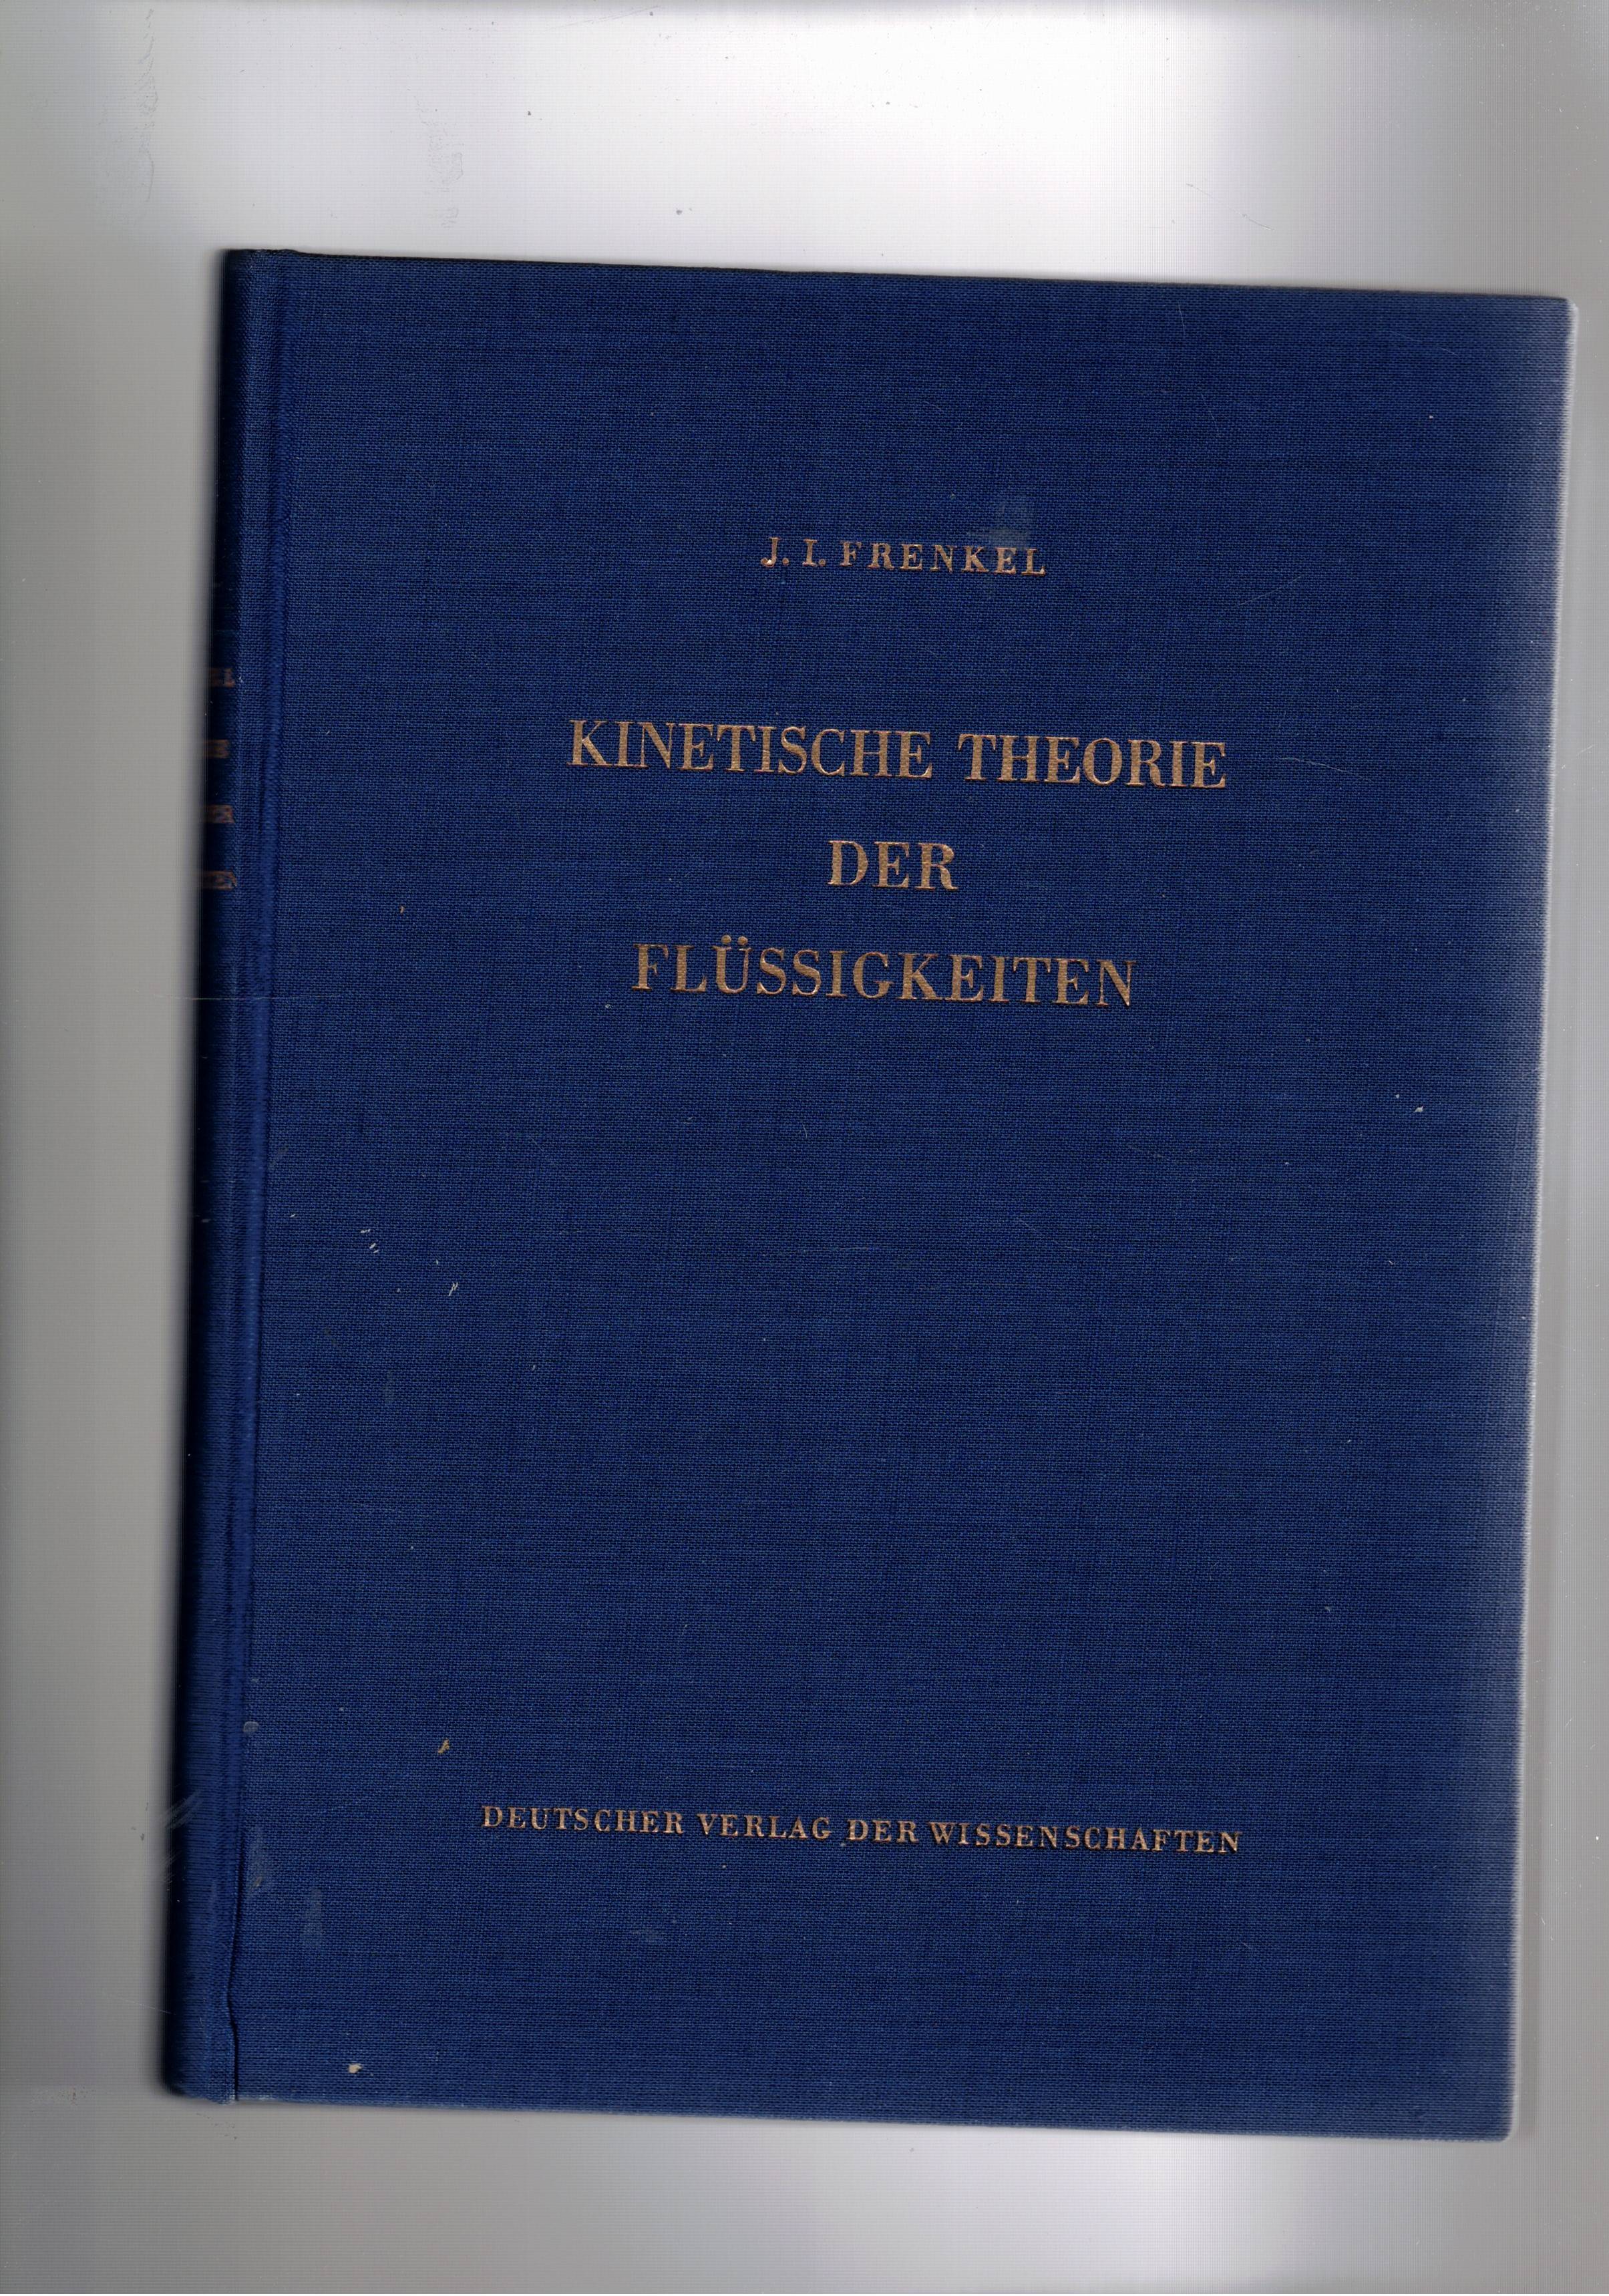 J. I. FRENKEL
KINETISCHE THEORIE
DER
FLÜSSIGKEITEN
DEUTSCHER VERLAG DER WISSENSCHAFTEN